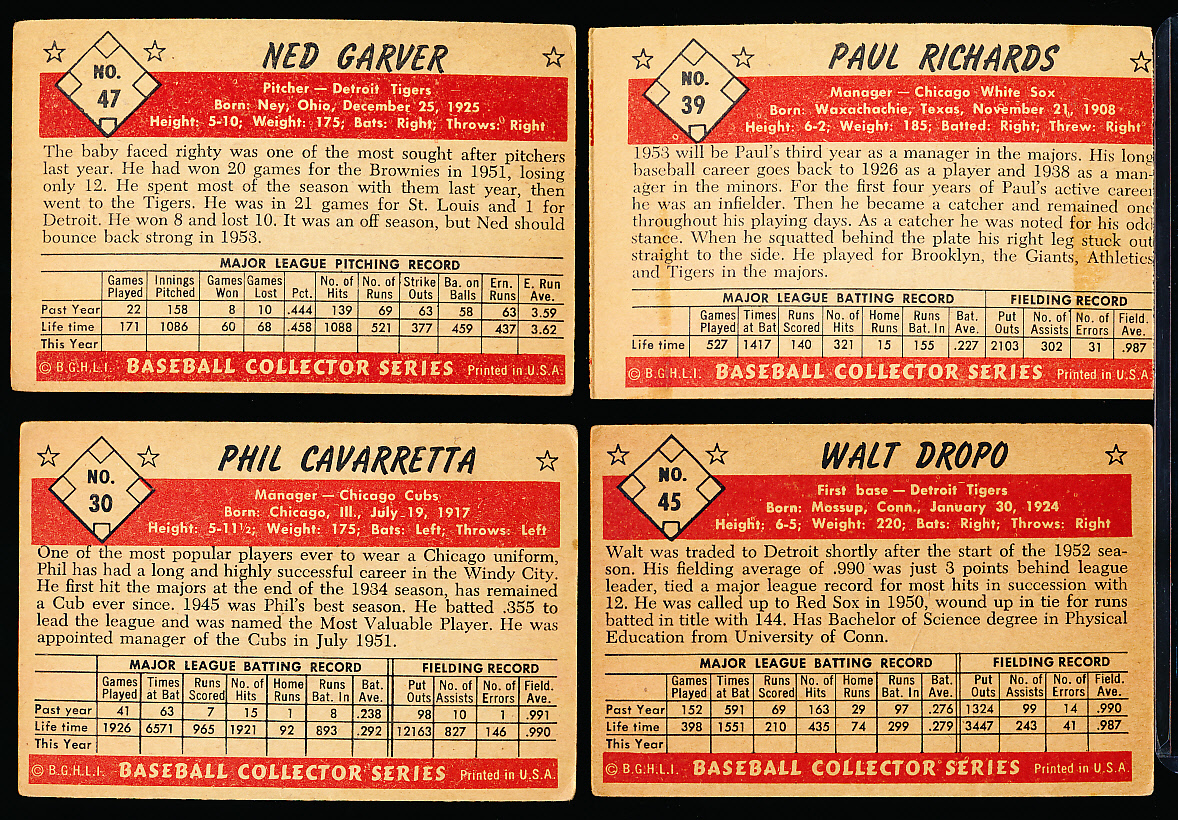 NED GARVER
NO.
47
Pitcher — Detroit Tigers
Born: Ney, Ohio, December 25, 1925
Height: 5-10; Weight: 175; Bats: Right; Throws: Right
The baby faced righty was one of the most sought after pitchers
last year. He had won 20 games for the Brownies in 1951, losing
only 12. He spent most of the season with them last year, then
went to the Tigers. He was in 21 games for St. Louis and 1 for
Detroit. He won 8 and lost 10. It was an off season, but Ned should
bounce back strong in 1953.
MAJOR LEAGUE PITCHING RECORD
Games Played Innings Pitched Games Won Games Lost Pct. No. of Hits No. of Runs Strike Outs Ba. on Balls Ern. Runs E. Run Ave.
Past Year 22 158 8 10 .444 139 69 63 58 63 3.59
Life time 171 1086 60 68 .458 1088 521 377 459 437 3.62
This Year
© B.G.H.L.I. BASEBALL COLLECTOR SERIES Printed in U.S.A.
PAUL RICHARDS
NO.
39
Manager — Chicago White Sox
Born: Waxachachie, Texas, November 21, 1908
Height: 6-2; Weight: 185; Batted: Right; Threw: Right
1953 will be Paul's third year as a manager in the majors. His long
baseball career goes back to 1926 as a player and 1938 as a man-
ager in the minors. For the first four years of Paul's active career
he was an infielder. Then he became a catcher and remained one
throughout his playing days. As a catcher he was noted for his odd
stance. When he squatted behind the plate his right leg stuck out
straight to the side. He played for Brooklyn, the Giants, Athletics
and Tigers in the majors.
MAJOR LEAGUE BATTING RECORD FIELDING RECORD
Games Played Times at Bat Runs Scored No. of Hits Home Runs Runs Bat. In Bat. Ave. Put Outs No. of Assists No. of Errors Field. Ave.
Life time 527 1417 140 321 15 155 .227 2103 302 31 .987
© B.G.H.L.I. BASEBALL COLLECTOR SERIES Printed in U.S.A.
PHIL CAVARRETTA
NO.
30
Manager — Chicago Cubs
Born: Chicago, Ill., July 19, 1917
Height: 5-11½; Weight: 175; Bats: Left; Throws: Left
One of the most popular players ever to wear a Chicago uniform,
Phil has had a long and highly successful career in the Windy City.
He first hit the majors at the end of the 1934 season, has remained
a Cub ever since. 1945 was Phil's best season. He batted .355 to
lead the league and was named the Most Valuable Player. He was
appointed manager of the Cubs in July 1951.
MAJOR LEAGUE BATTING RECORD FIELDING RECORD
Games Played Times at Bat Runs Scored No. of Hits Home Runs Runs Bat. In Bat. Ave. Put Outs No. of Assists No. of Errors Field. Ave.
Past year 41 63 7 15 1 8 .238 98 10 1 .991
Life time 1926 6571 965 1921 92 893 .292 12163 827 146 .990
This Year
© B.G.H.L.I. BASEBALL COLLECTOR SERIES Printed in U.S.A.
WALT DROPO
NO.
45
First base — Detroit Tigers
Born: Mossup, Conn., January 30, 1924
Height: 6-5; Weight: 220; Bats: Right; Throws: Right
Walt was traded to Detroit shortly after the start of the 1952 sea-
son. His fielding average of .990 was just 3 points behind league
leader, tied a major league record for most hits in succession with
12. He was called up to Red Sox in 1950, wound up in tie for runs
batted in title with 144. Has Bachelor of Science degree in Physical
Education from University of Conn.
MAJOR LEAGUE BATTING RECORD FIELDING RECORD
Games Played Times at Bat Runs Scored No. of Hits Home Runs Runs Bat. In Bat. Ave. Put Outs No. of Assists No. of Errors Field. Ave.
Past year 152 591 69 163 29 97 .276 1324 99 14 .990
Life time 398 1551 210 435 74 299 .279 3447 243 41 .987
This Year
© B.G.H.L.I. BASEBALL COLLECTOR SERIES Printed in U.S.A.